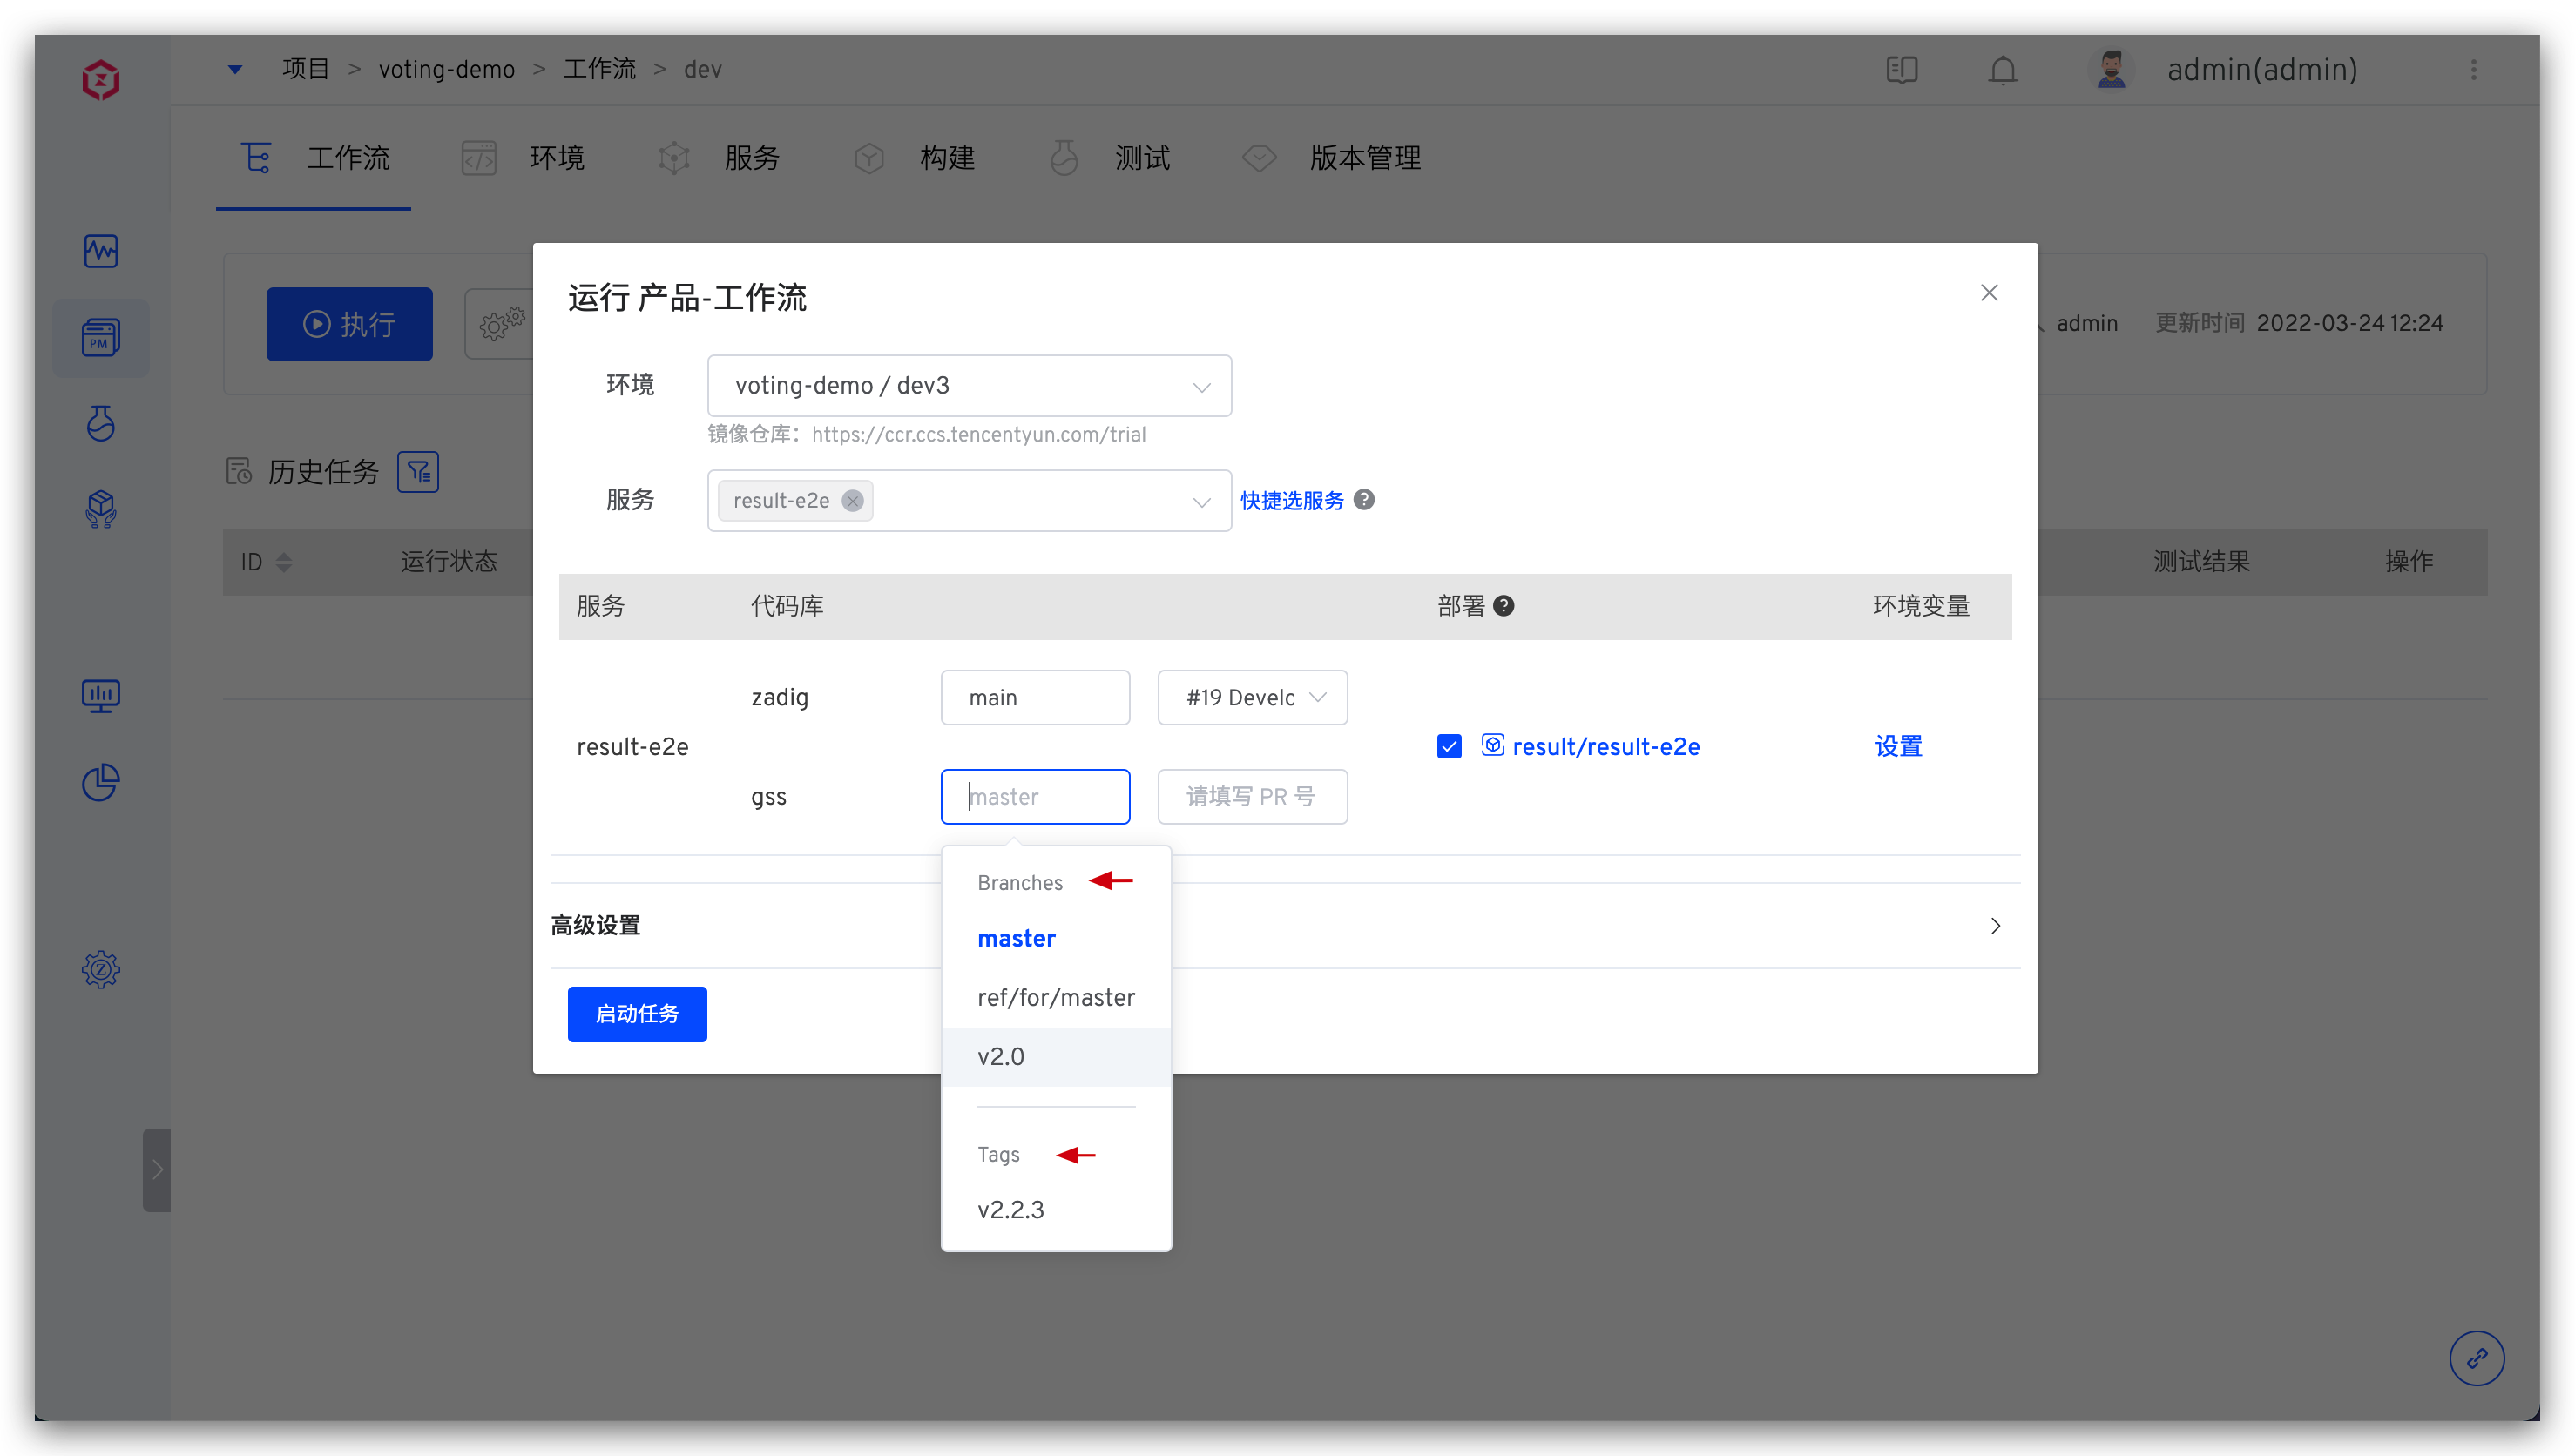 项目 > voting-demo > 工作流 > dev
admin(admin)
工作流 环境 服务 构建 测试 版本管理
执行
admin 更新时间 2022-03-24 12:24
PM
历史任务
ID 运行状态 测试结果 操作
运行 产品-工作流
环境 voting-demo / dev3
镜像仓库：https://ccr.ccs.tencentyun.com/trial
服务 result-e2e 快捷选服务 ?
服务 代码库 部署 ? 环境变量
zadig main #19 Develo
result-e2e result/result-e2e 设置
gss master 请填写 PR 号
Branches
master
ref/for/master
v2.0
Tags
v2.2.3
高级设置
启动任务